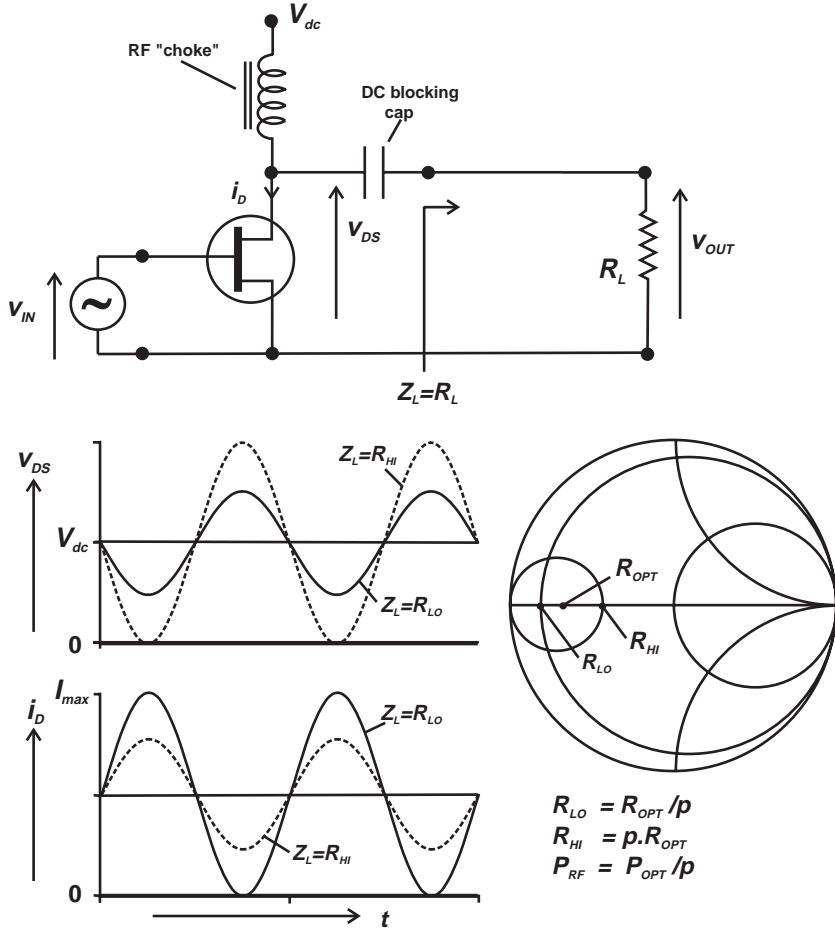 V_dc
RF "choke"
DC blocking
cap
i_D
v_DS
v_OUT
R_L
v_IN
~
Z_L=R_L
v_DS
Z_L=R_HI
V_dc
Z_L=R_LO
0
R_OPT
R_HI
R_LO
I_max
i_D
Z_L=R_LO
Z_L=R_HI
0
t
R_LO = R_OPT /p
R_HI = p.R_OPT
P_RF = P_OPT /p